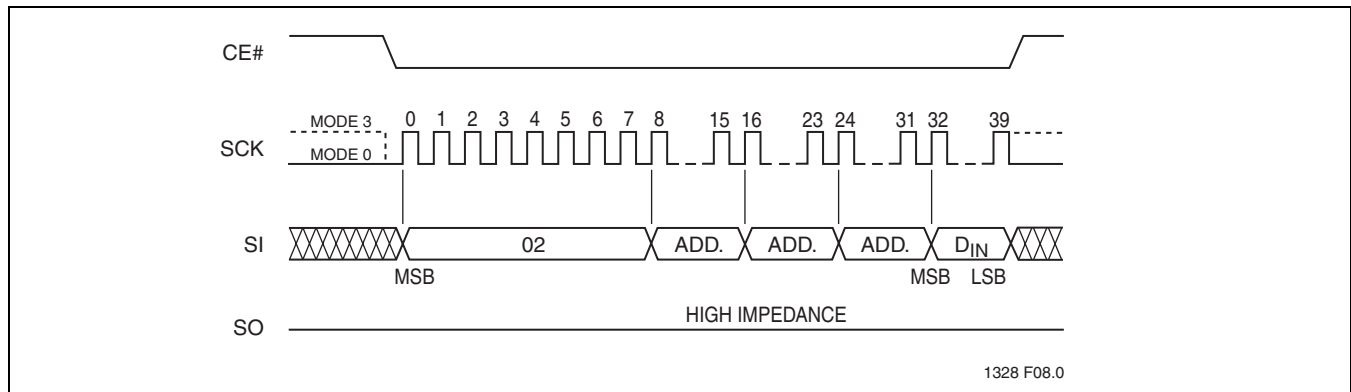 CE#
MODE 3
0 1 2 3 4 5 6 7 8 15 16 23 24 31 32 39
SCK
MODE 0
SI
02 ADD. ADD. ADD. DIN
MSB MSB LSB
HIGH IMPEDANCE
SO
1328 F08.0